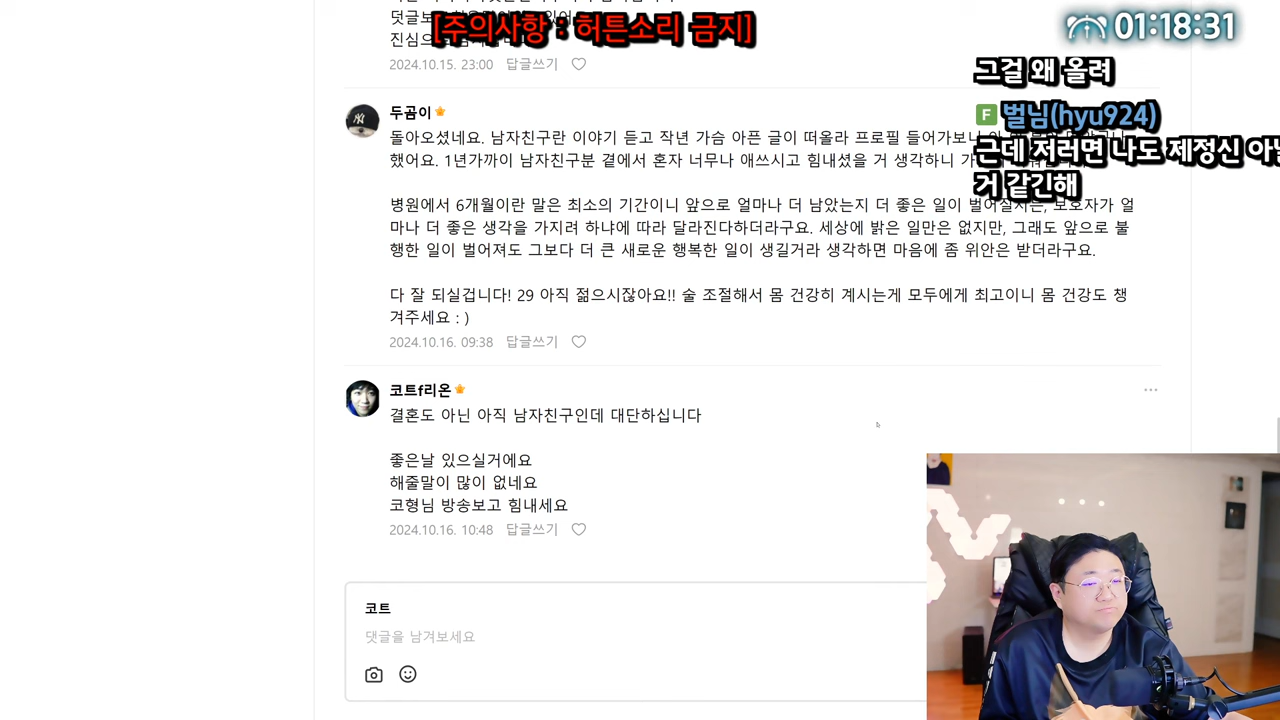 덧글보
[주의사항 : 허튼소리 금지]
01:18:31
진심으
2024.10.15. 23:00 답글쓰기
그걸 왜 올려
두곰이
F 벌님(hyu924)
돌아오셨네요. 남자친구란 이야기 듣고 작년 가슴 아픈 글이 떠올라 프로필 들어가보니
근데 저러면 나도 제정신 아닌
했어요. 1년가까이 남자친구분 곁에서 혼자 너무나 애쓰시고 힘내셨을 거 생각하니
거 같긴해
병원에서 6개월이란 말은 최소의 기간이니 앞으로 얼마나 더 남았는지 더 좋은 일이 벌어질지는, 보호자가 얼
마나 더 좋은 생각을 가지려 하냐에 따라 달라진다하더라구요. 세상에 밝은 일만은 없지만, 그래도 앞으로 불
행한 일이 벌어져도 그보다 더 큰 새로운 행복한 일이 생길거라 생각하면 마음에 좀 위안은 받더라구요.
다 잘 되실겁니다! 29 아직 젊으시잖아요!! 술 조절해서 몸 건강히 계시는게 모두에게 최고이니 몸 건강도 챙
겨주세요 : )
2024.10.16. 09:38 답글쓰기
코트f리온
결혼도 아닌 아직 남자친구인데 대단하십니다
좋은날 있으실거에요
해줄말이 많이 없네요
코형님 방송보고 힘내세요
2024.10.16. 10:48 답글쓰기
코트
댓글을 남겨보세요